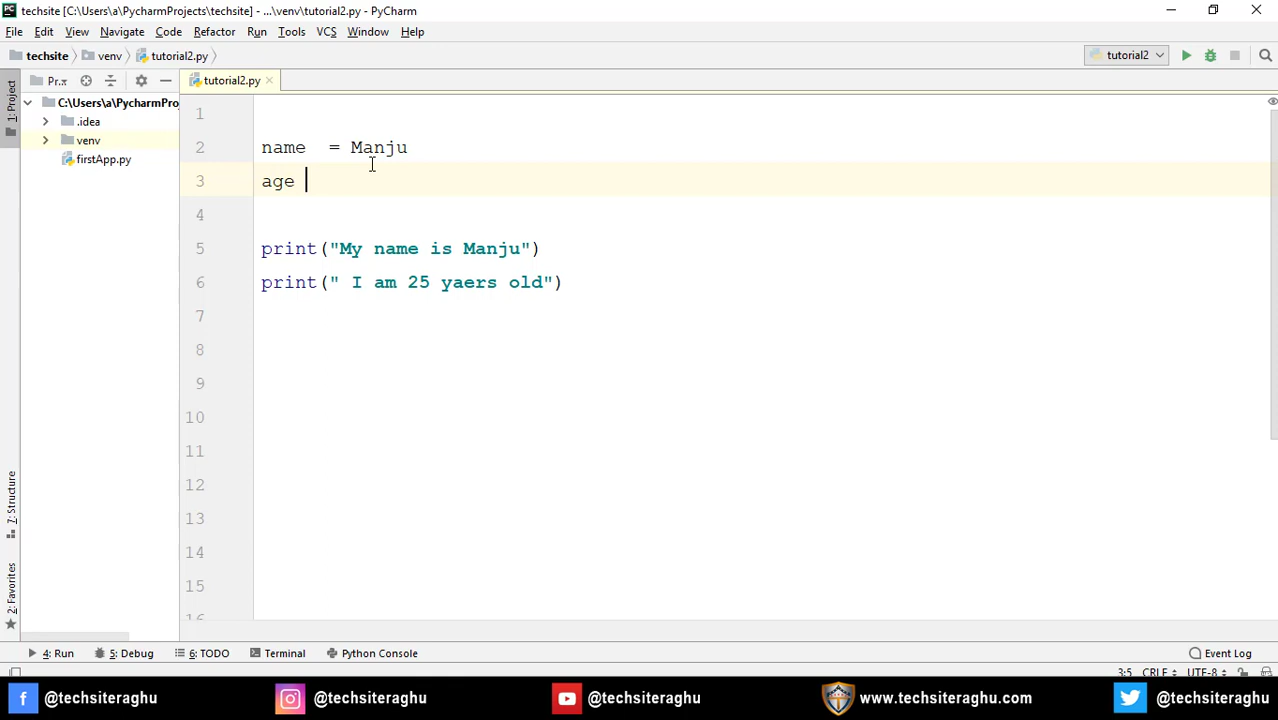 techsite [C:\Users\a\PycharmProjects\techsite] - ...\venv\tutorial2.py - PyCharm
File Edit View Navigate Code Refactor Run Tools VCS Window Help
techsite venv tutorial2.py tutorial2
1: Project Pr.. tutorial2.py
C:\Users\a\PycharmProj
.idea
venv
firstApp.py
1
2 name  = Manju
3 age
4
5 print("My name is Manju")
6 print(" I am 25 yaers old")
7
8
9
10
11
12
13
14
15
16
7: Structure
2: Favorites
4: Run 5: Debug 6: TODO Terminal Python Console Event Log
3:5 CRLF UTF-8
@techsiteraghu @techsiteraghu @techsiteraghu www.techsiteraghu.com @techsiteraghu